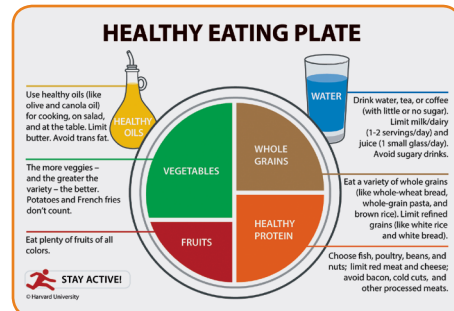 HEALTHY EATING PLATE
Use healthy oils (like
olive and canola oil)
for cooking, on salad,
and at the table. Limit
butter. Avoid trans fat.
HEALTHY
OILS
The more veggies –
and the greater the
variety – the better.
Potatoes and French fries
don't count.
Eat plenty of fruits of all
colors.
STAY ACTIVE!
© Harvard University
VEGETABLES
FRUITS
WHOLE
GRAINS
HEALTHY
PROTEIN
WATER
Drink water, tea, or coffee
(with little or no sugar).
Limit milk/dairy
(1-2 servings/day) and
juice (1 small glass/day).
Avoid sugary drinks.
Eat a variety of whole grains
(like whole-wheat bread,
whole-grain pasta, and
brown rice). Limit refined
grains (like white rice
and white bread).
Choose fish, poultry, beans, and
nuts; limit red meat and cheese;
avoid bacon, cold cuts, and
other processed meats.